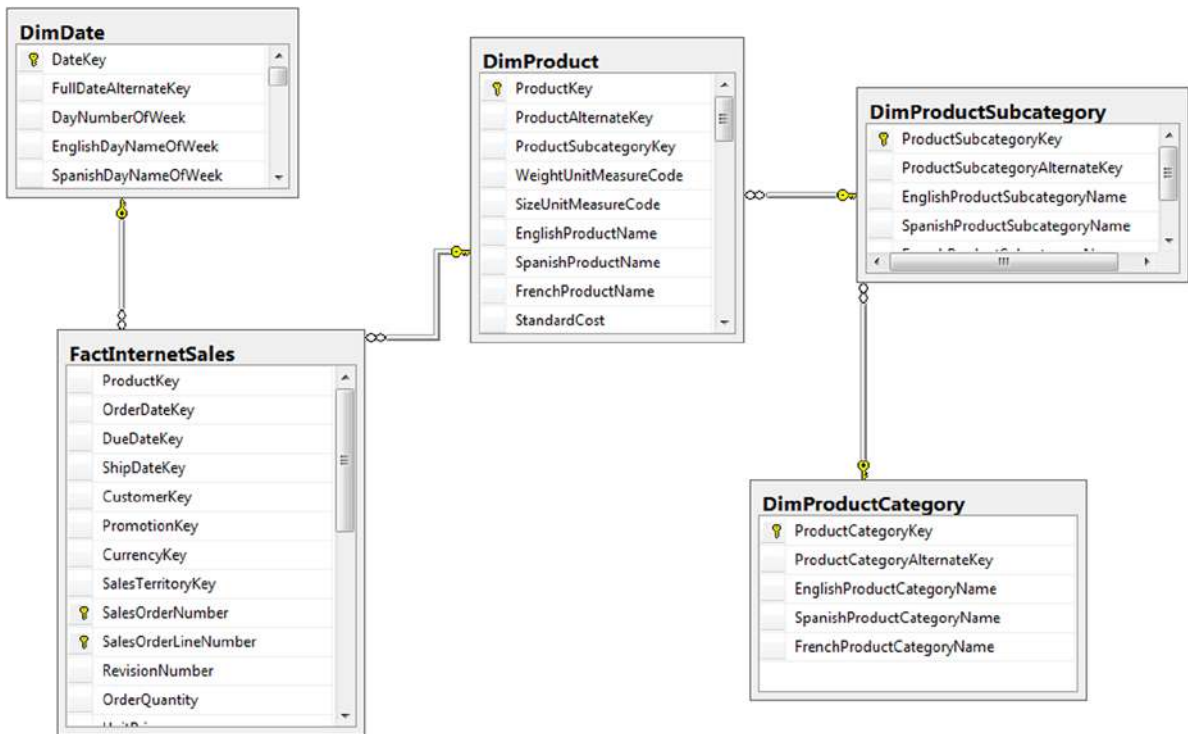 DimDate
DateKey
FullDateAlternateKey
DayNumberOfWeek
EnglishDayNameOfWeek
SpanishDayNameOfWeek
DimProduct
ProductKey
ProductAlternateKey
ProductSubcategoryKey
WeightUnitMeasureCode
SizeUnitMeasureCode
EnglishProductName
SpanishProductName
FrenchProductName
StandardCost
DimProductSubcategory
ProductSubcategoryKey
ProductSubcategoryAlternateKey
EnglishProductSubcategoryName
SpanishProductSubcategoryName
FactInternetSales
ProductKey
OrderDateKey
DueDateKey
ShipDateKey
CustomerKey
PromotionKey
CurrencyKey
SalesTerritoryKey
SalesOrderNumber
SalesOrderLineNumber
RevisionNumber
OrderQuantity
DimProductCategory
ProductCategoryKey
ProductCategoryAlternateKey
EnglishProductCategoryName
SpanishProductCategoryName
FrenchProductCategoryName